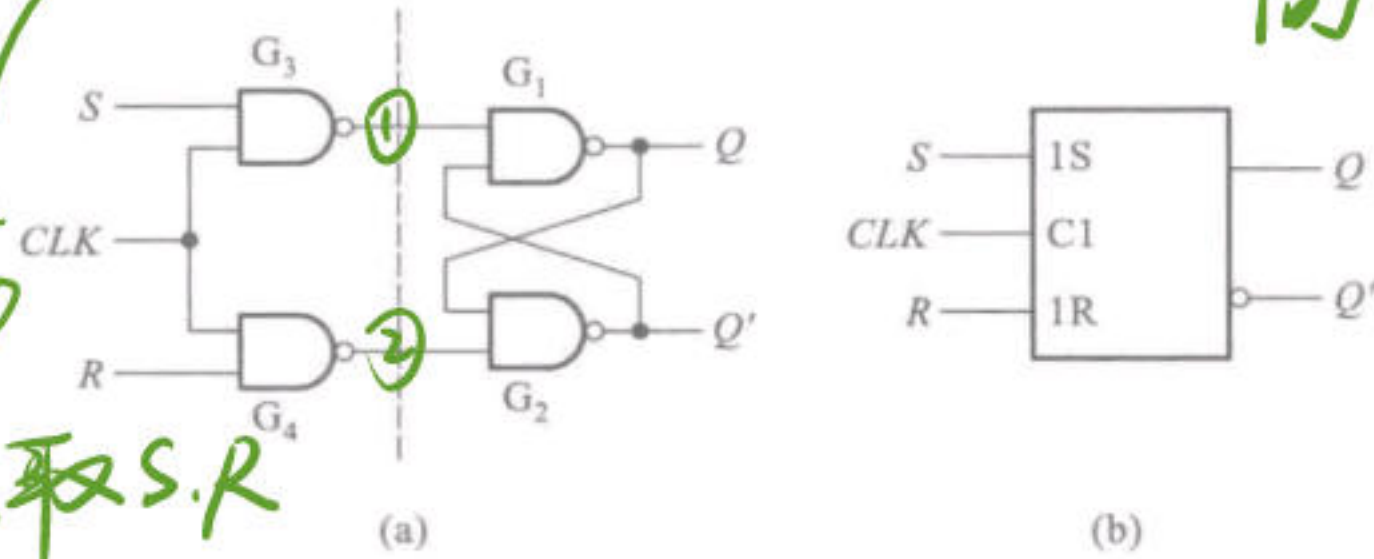 G₃
G₁
S
①
Q
CLK
②
Q'
R
G₄
G₂
取S.R
(a)
S
1S
Q
CLK
C1
R
1R
Q'
(b)